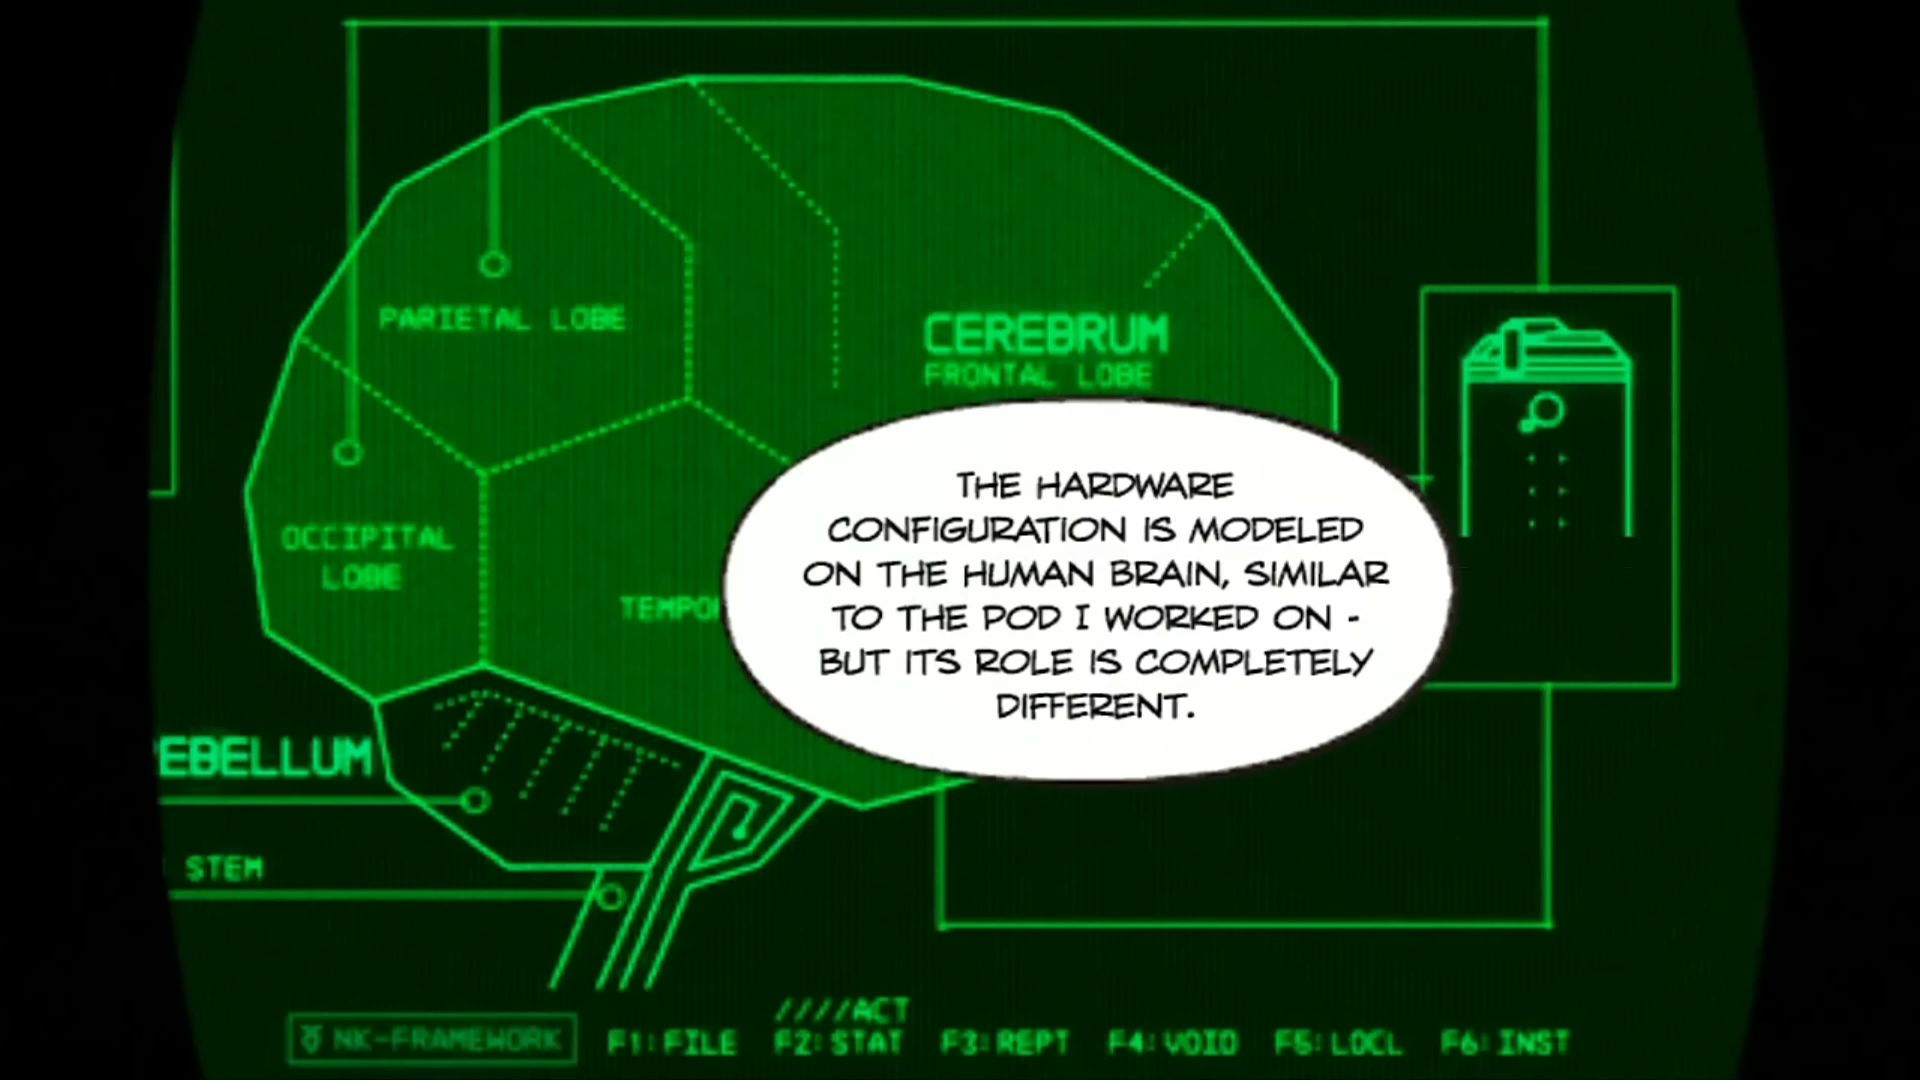 PARIETAL LOBE
CEREBRUM
FRONTAL LOBE
THE HARDWARE
CONFIGURATION IS MODELED
ON THE HUMAN BRAIN, SIMILAR
TO THE POD I WORKED ON -
BUT ITS ROLE IS COMPLETELY
DIFFERENT.
OCCIPITAL
LOBE
TEMPO
EBELLUM
STEM
////ACT
NK-FRAMEWORK F1:FILE F2:STAT F3:REPT F4:VOID F5:LOCL F6:INST